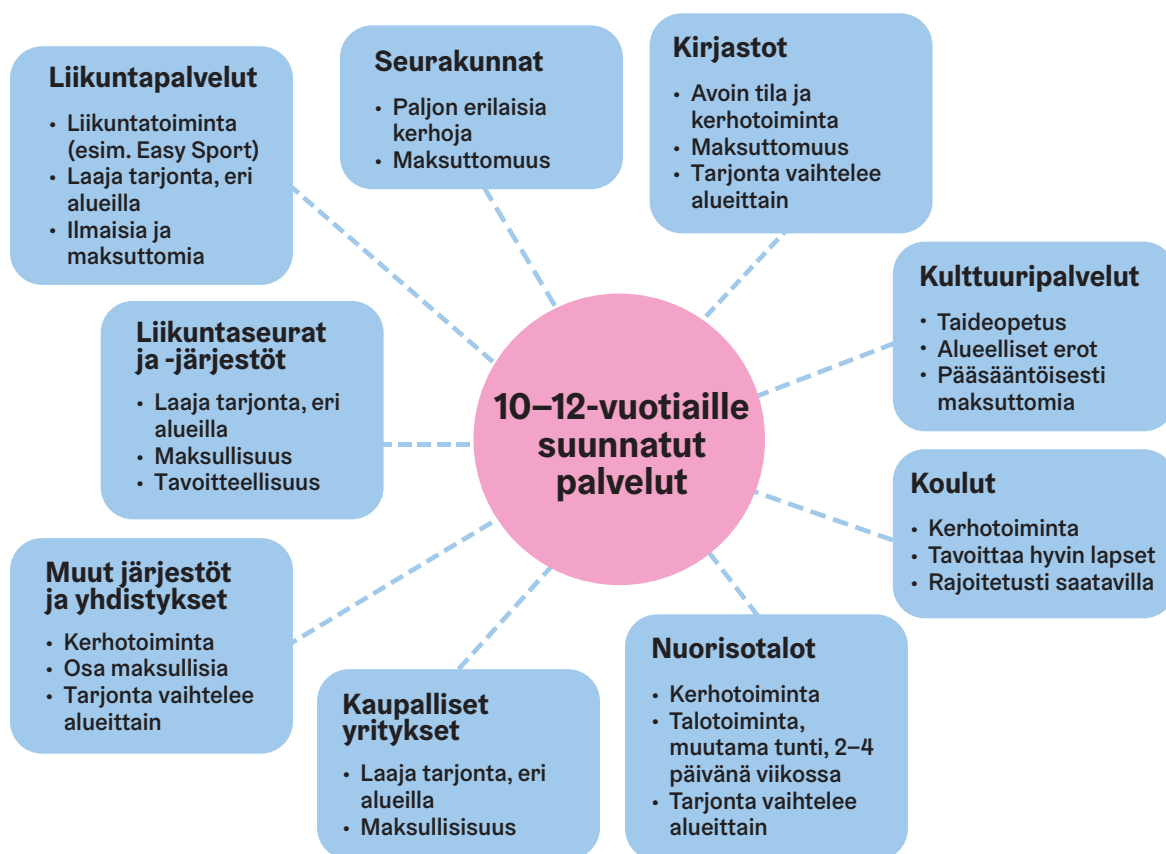 Liikuntapalvelut
• Liikuntatoiminta
(esim. Easy Sport)
• Laaja tarjonta, eri
alueilla
• Ilmaisia ja
maksuttomia
Seurakunnat
• Paljon erilaisia
kerhoja
• Maksuttomuus
Kirjastot
• Avoin tila ja
kerhotoiminta
• Maksuttomuus
• Tarjonta vaihtelee
alueittain
Kulttuuripalvelut
• Taideopetus
• Alueelliset erot
• Pääsääntöisesti
maksuttomia
Liikuntaseurat
ja -järjestöt
• Laaja tarjonta, eri
alueilla
• Maksullisuus
• Tavoitteellisuus
10–12-vuotiaille
suunnatut
palvelut
Koulut
• Kerhotoiminta
• Tavoittaa hyvin lapset
• Rajoitetusti saatavilla
Muut järjestöt
ja yhdistykset
• Kerhotoiminta
• Osa maksullisia
• Tarjonta vaihtelee
alueittain
Kaupalliset
yritykset
• Laaja tarjonta, eri
alueilla
• Maksullisisuus
Nuorisotalot
• Kerhotoiminta
• Talotoiminta,
muutama tunti, 2–4
päivänä viikossa
• Tarjonta vaihtelee
alueittain